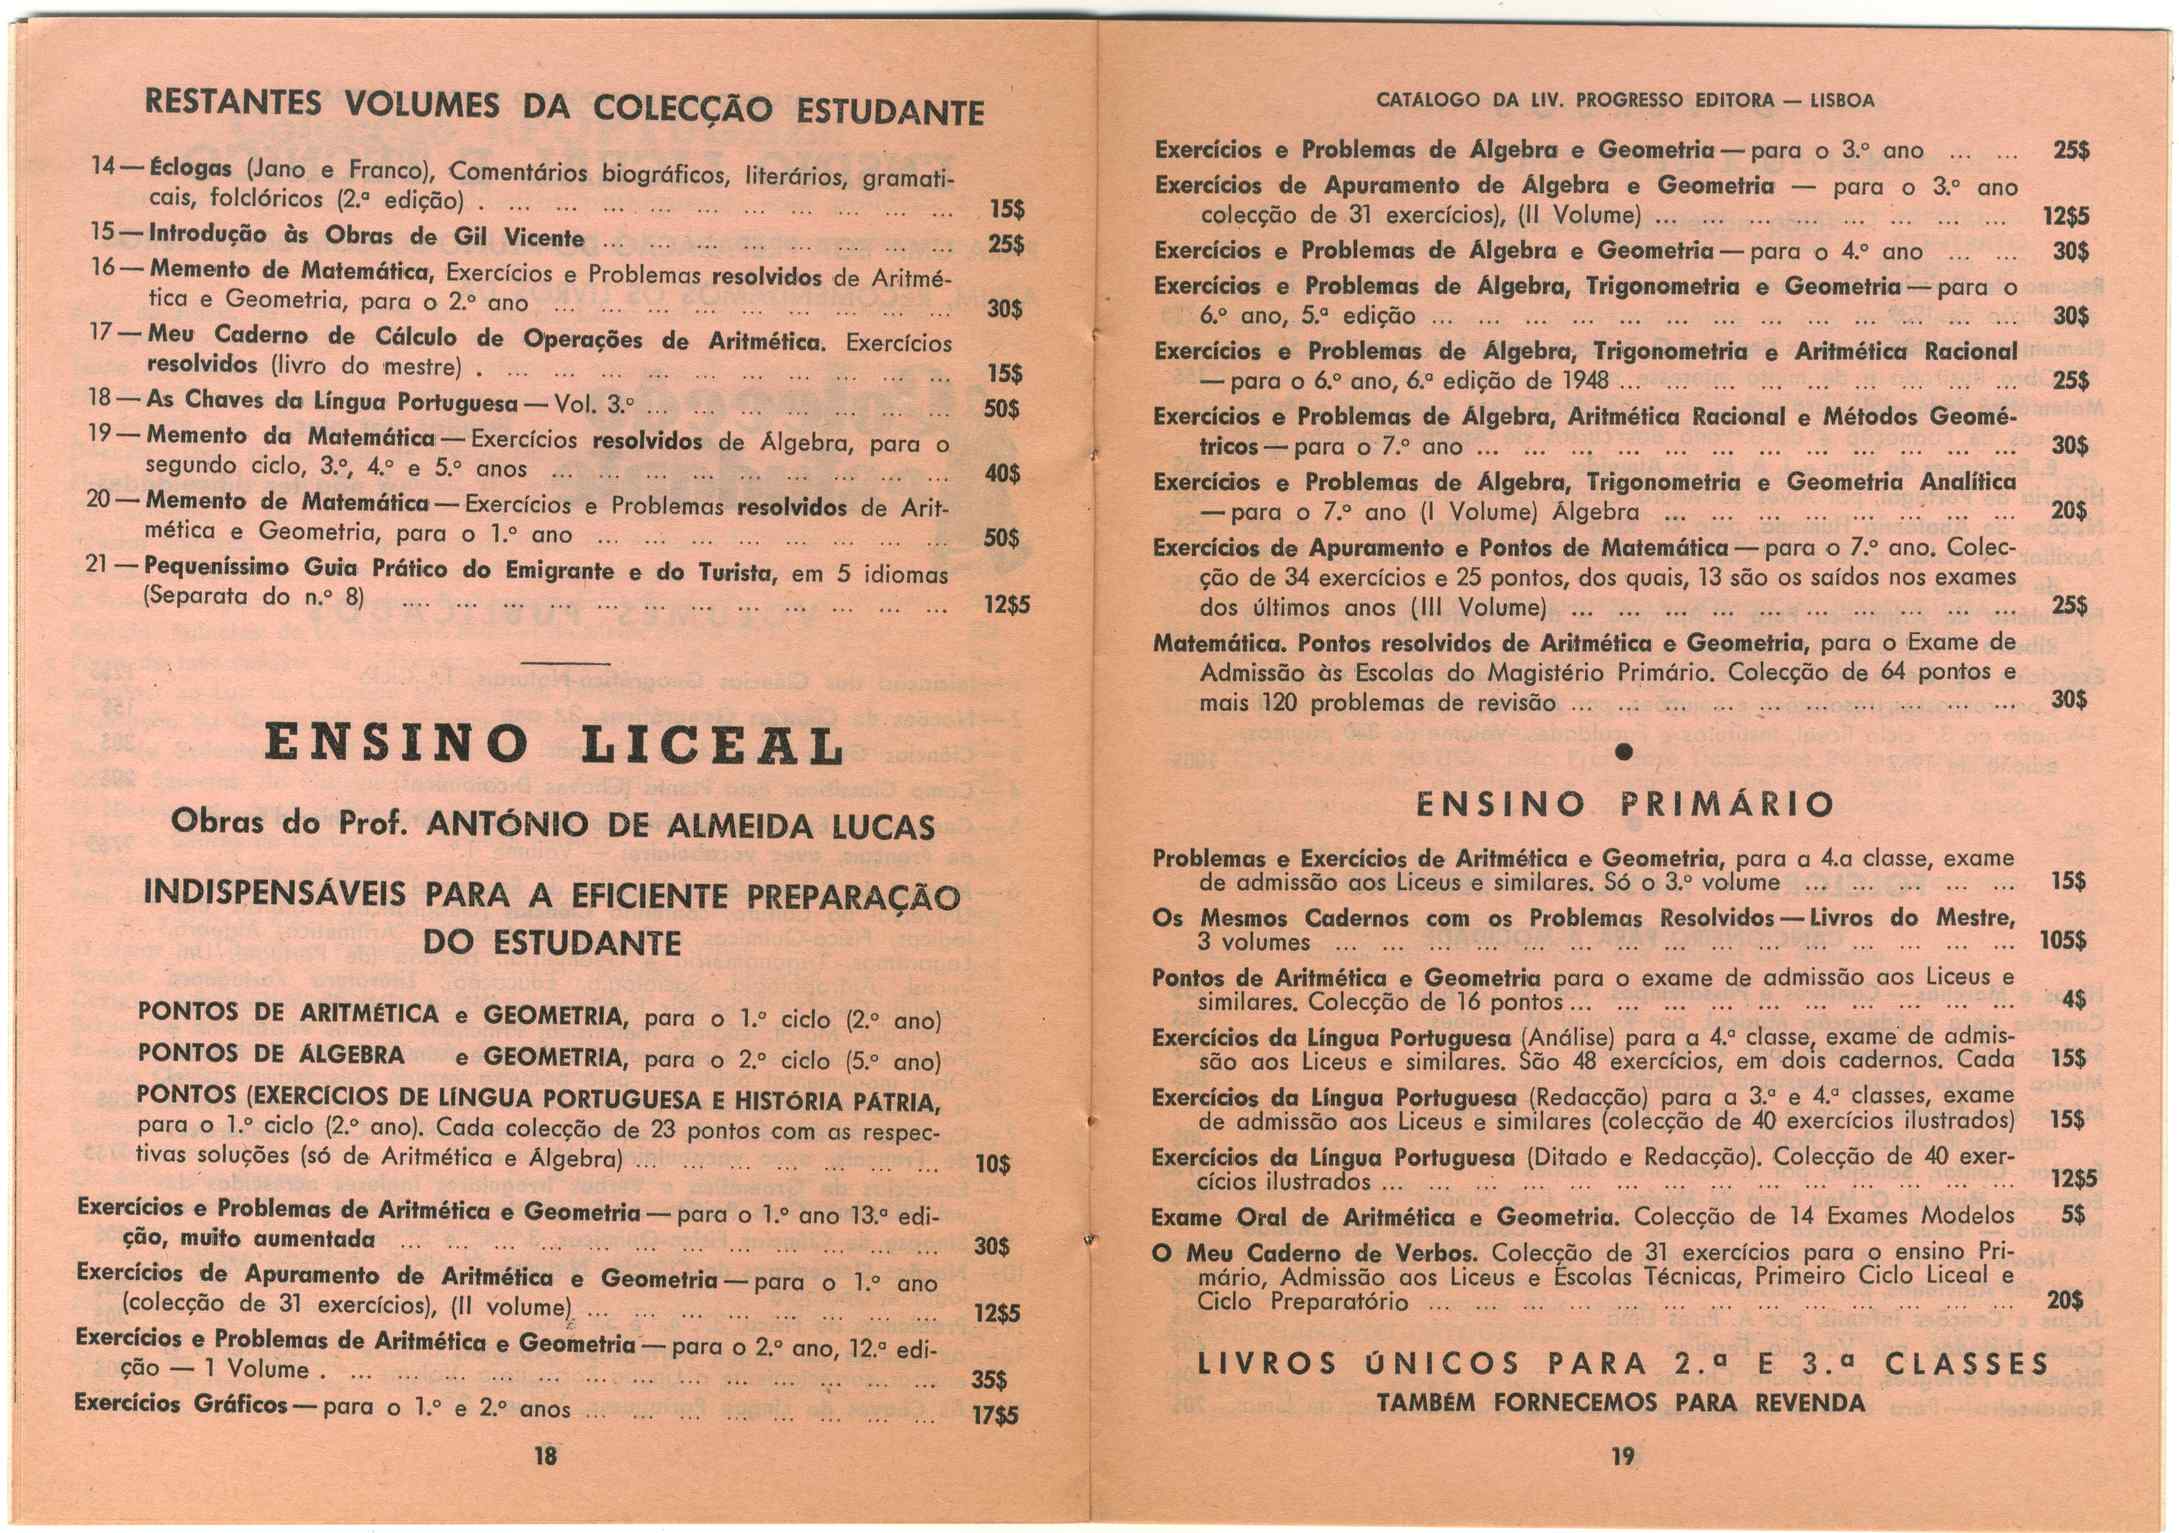 RESTANTES VOLUMES DA COLECÇÃO ESTUDANTE
14 — Éclogas (Jano e Franco), Comentários biográficos, literários, gramati-
cais, folclóricos (2.ª edição) . ... ... ... ... ... ... ... ... ... ... 15$
15 — Introdução às Obras de Gil Vicente ... ... ... ... ... ... ... ... 25$
16 — Memento de Matemática, Exercícios e Problemas resolvidos de Aritmé-
tica e Geometria, para o 2.º ano ... ... ... ... ... ... ... ... ... 30$
17 — Meu Caderno de Cálculo de Operações de Aritmética. Exercícios
resolvidos (livro do mestre) . ... ... ... ... ... ... ... ... ... ... 15$
18 — As Chaves da Língua Portuguesa — Vol. 3.º ... ... ... ... ... ... ... 50$
19 — Memento da Matemática — Exercícios resolvidos de Álgebra, para o
segundo ciclo, 3.º, 4.º e 5.º anos ... ... ... ... ... ... ... ... ... 40$
20 — Memento de Matemática — Exercícios e Problemas resolvidos de Arit-
mética e Geometria, para o 1.º ano ... ... ... ... ... ... ... ... 50$
21 — Pequeníssimo Guia Prático do Emigrante e do Turista, em 5 idiomas
(Separata do n.º 8) .... ... ... ... ... ... ... ... ... ... ... ... 12$5
ENSINO LICEAL
Obras do Prof. ANTÓNIO DE ALMEIDA LUCAS
INDISPENSÁVEIS PARA A EFICIENTE PREPARAÇÃO
DO ESTUDANTE
PONTOS DE ARITMÉTICA e GEOMETRIA, para o 1.º ciclo (2.º ano)
PONTOS DE ÁLGEBRA e GEOMETRIA, para o 2.º ciclo (5.º ano)
PONTOS (EXERCÍCIOS DE LÍNGUA PORTUGUESA E HISTÓRIA PÁTRIA,
para o 1.º ciclo (2.º ano). Cada colecção de 23 pontos com as respec-
tivas soluções (só de Aritmética e Álgebra) ... ... ... ... ... ... ... 10$
Exercícios e Problemas de Aritmética e Geometria — para o 1.º ano 13.ª edi-
ção, muito aumentada ... ... ... ... ... ... ... ... ... ... ... ... 30$
Exercícios de Apuramento de Aritmética e Geometria — para o 1.º ano
(colecção de 31 exercícios), (II volume) ... ... ... ... ... ... ... ... 12$5
Exercícios e Problemas de Aritmética e Geometria — para o 2.º ano, 12.ª edi-
ção — 1 Volume . ... ... ... ... ... ... ... ... ... ... ... ... ... 35$
Exercícios Gráficos — para o 1.º e 2.º anos ... ... ... ... ... ... ... ... 17$5
18
CATÁLOGO DA LIV. PROGRESSO EDITORA — LISBOA
Exercícios e Problemas de Álgebra e Geometria — para o 3.º ano ... ... 25$
Exercícios de Apuramento de Álgebra e Geometria — para o 3.º ano
colecção de 31 exercícios), (II Volume) ... ... ... ... ... ... ... ... 12$5
Exercícios e Problemas de Álgebra e Geometria — para o 4.º ano ... ... 30$
Exercícios e Problemas de Álgebra, Trigonometria e Geometria — para o
6.º ano, 5.ª edição ... ... ... ... ... ... ... ... ... ... ... ... ... 30$
Exercícios e Problemas de Álgebra, Trigonometria e Aritmética Racional
— para o 6.º ano, 6.ª edição de 1948 ... ... ... ... ... ... ... ... ... 25$
Exercícios e Problemas de Álgebra, Aritmética Racional e Métodos Geomé-
tricos — para o 7.º ano ... ... ... ... ... ... ... ... ... ... ... ... 30$
Exercícios e Problemas de Álgebra, Trigonometria e Geometria Analítica
— para o 7.º ano (I Volume) Álgebra ... ... ... ... ... ... ... ... 20$
Exercícios de Apuramento e Pontos de Matemática — para o 7.º ano. Colec-
ção de 34 exercícios e 25 pontos, dos quais, 13 são os saídos nos exames
dos últimos anos (III Volume) ... ... ... ... ... ... ... ... ... ... 25$
Matemática. Pontos resolvidos de Aritmética e Geometria, para o Exame de
Admissão às Escolas do Magistério Primário. Colecção de 64 pontos e
mais 120 problemas de revisão ... ... ... ... ... ... ... ... ... ... 30$
ENSINO PRIMÁRIO
Problemas e Exercícios de Aritmética e Geometria, para a 4.a classe, exame
de admissão aos Liceus e similares. Só o 3.º volume ... ... ... ... ... 15$
Os Mesmos Cadernos com os Problemas Resolvidos — Livros do Mestre,
3 volumes ... ... ... ... ... ... ... ... ... ... ... ... ... ... ... 105$
Pontos de Aritmética e Geometria para o exame de admissão aos Liceus e
similares. Colecção de 16 pontos ... ... ... ... ... ... ... ... ... ... 4$
Exercícios da Língua Portuguesa (Análise) para a 4.ª classe, exame de admis-
são aos Liceus e similares. São 48 exercícios, em dois cadernos. Cada 15$
Exercícios da Língua Portuguesa (Redacção) para a 3.ª e 4.ª classes, exame
de admissão aos Liceus e similares (colecção de 40 exercícios ilustrados) 15$
Exercícios da Língua Portuguesa (Ditado e Redacção). Colecção de 40 exer-
cícios ilustrados ... ... ... ... ... ... ... ... ... ... ... ... ... ... 12$5
Exame Oral de Aritmética e Geometria. Colecção de 14 Exames Modelos 5$
O Meu Caderno de Verbos. Colecção de 31 exercícios para o ensino Pri-
mário, Admissão aos Liceus e Escolas Técnicas, Primeiro Ciclo Liceal e
Ciclo Preparatório ... ... ... ... ... ... ... ... ... ... ... ... ... 20$
LIVROS ÚNICOS PARA 2.ª E 3.ª CLASSES
TAMBÉM FORNECEMOS PARA REVENDA
19